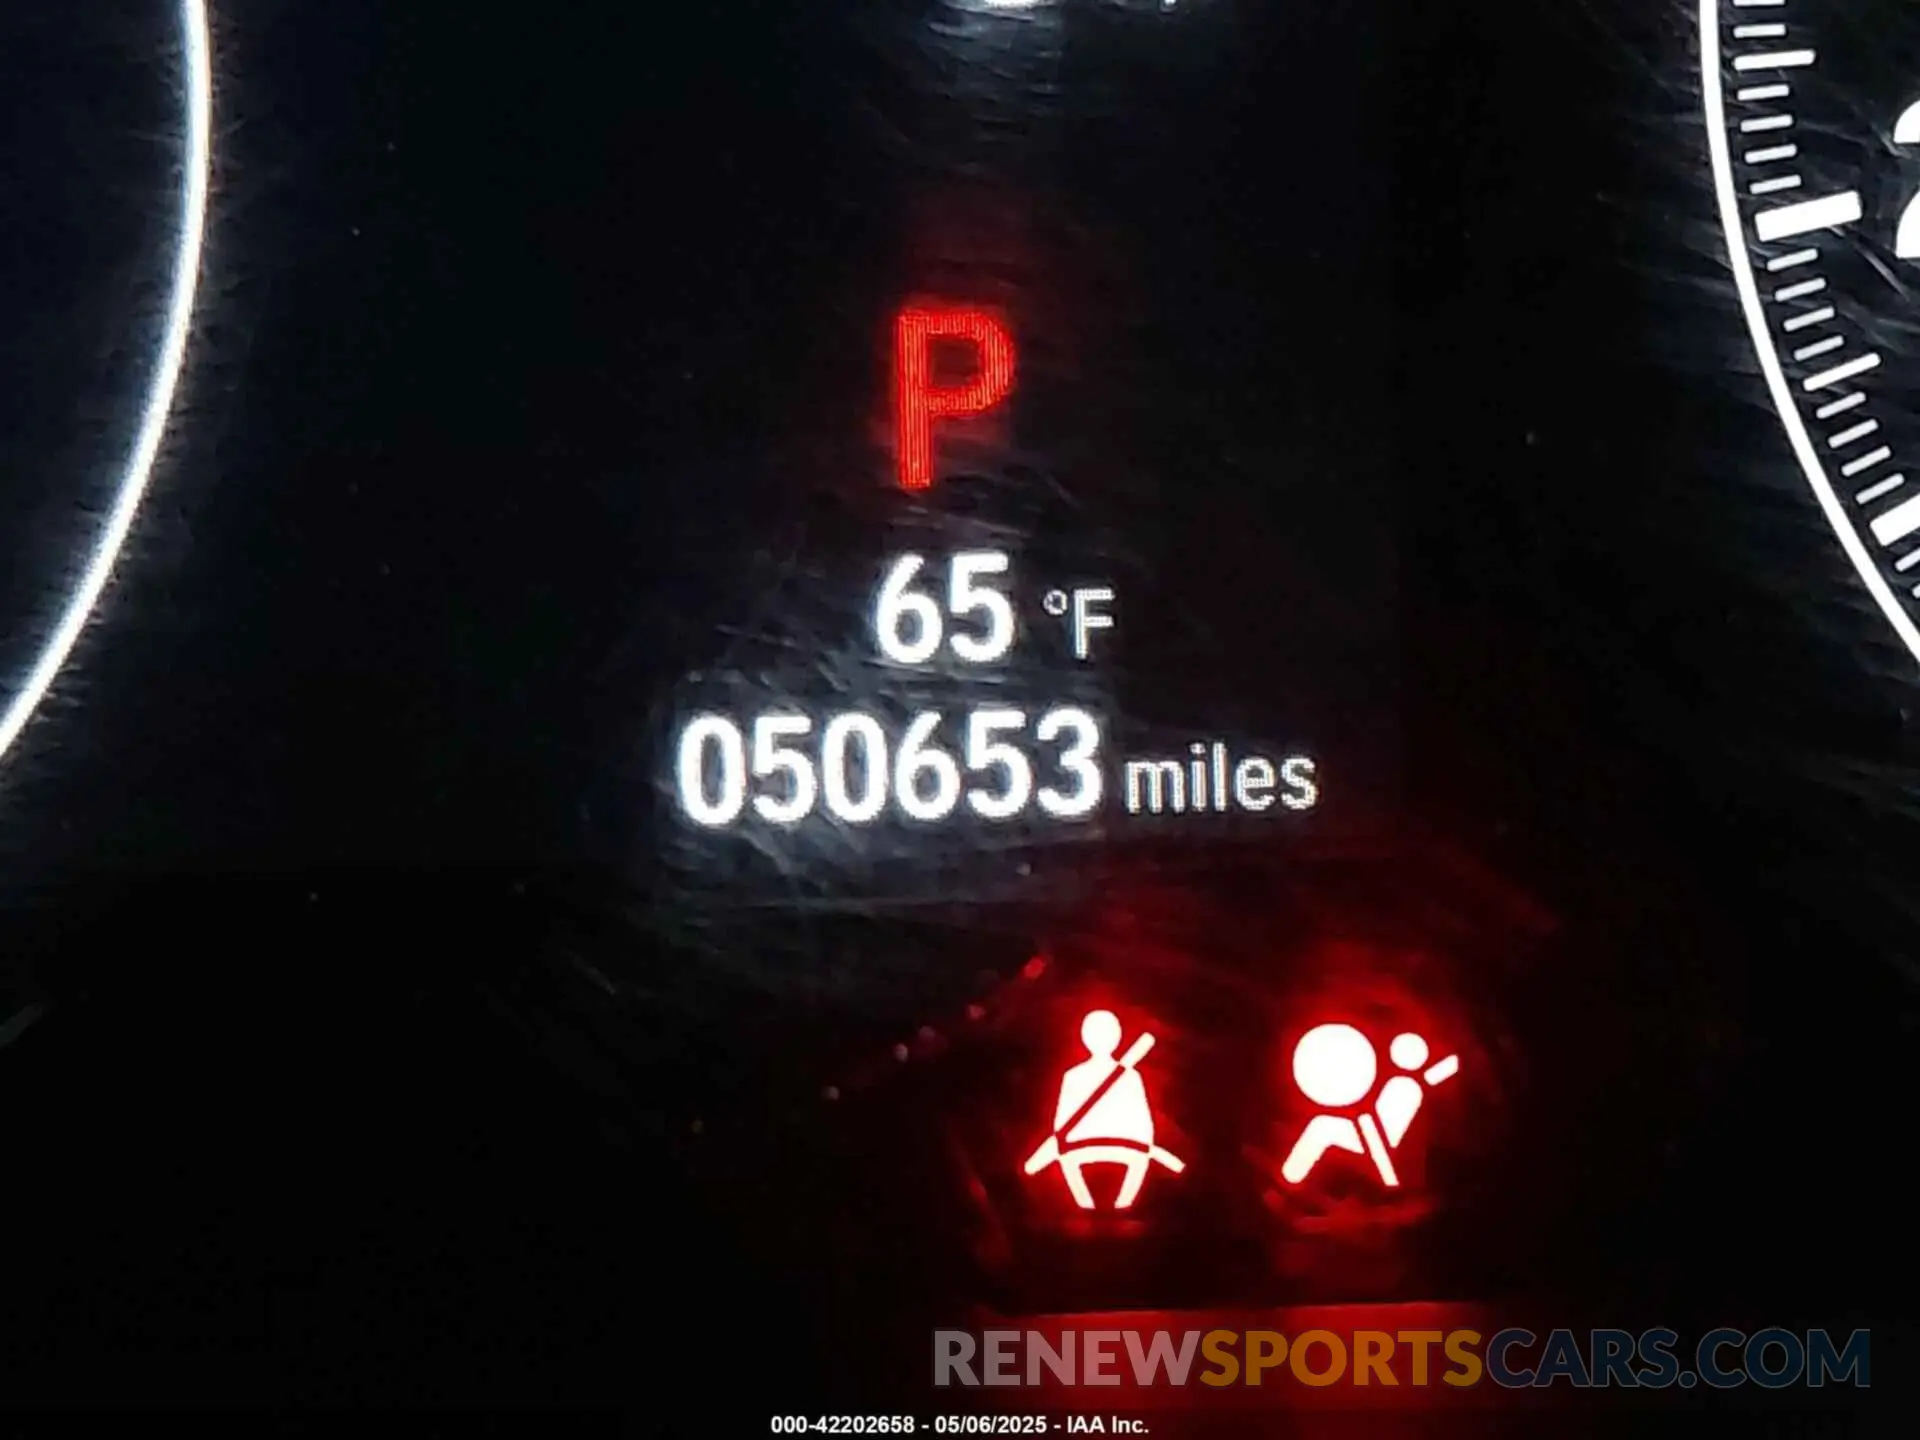 P
65 °F
050653 miles
RENEWSPORTSCARS.COM
000-42202658 - 05/06/2025 - IAA Inc.